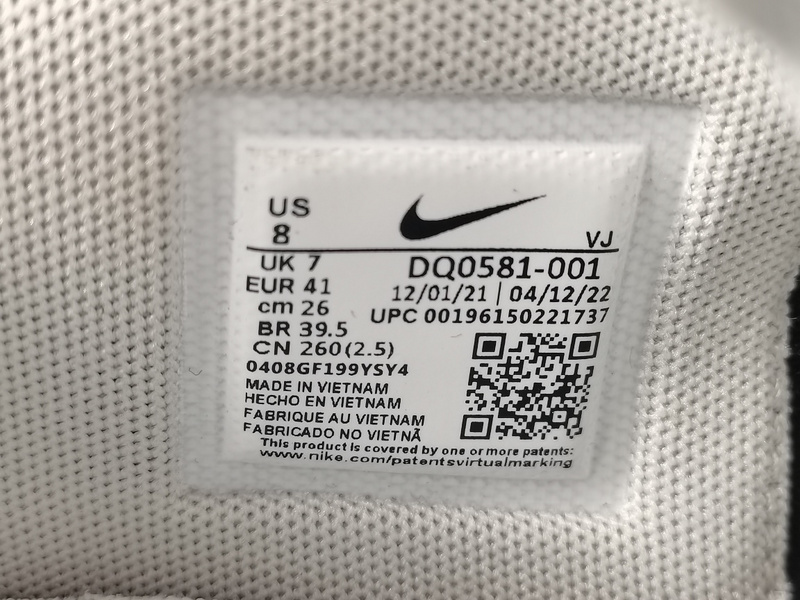 US
8
VJ
UK 7
DQ0581-001
EUR 41
12/01/21 | 04/12/22
cm 26
UPC 00196150221737
BR 39.5
CN 260(2.5)
0408GF199YSY4
MADE IN VIETNAM
HECHO EN VIETNAM
FABRIQUE AU VIETNAM
FABRICADO NO VIETNÃ
This product is covered by one or more patents:
www.nike.com/patentsvirtualmarking